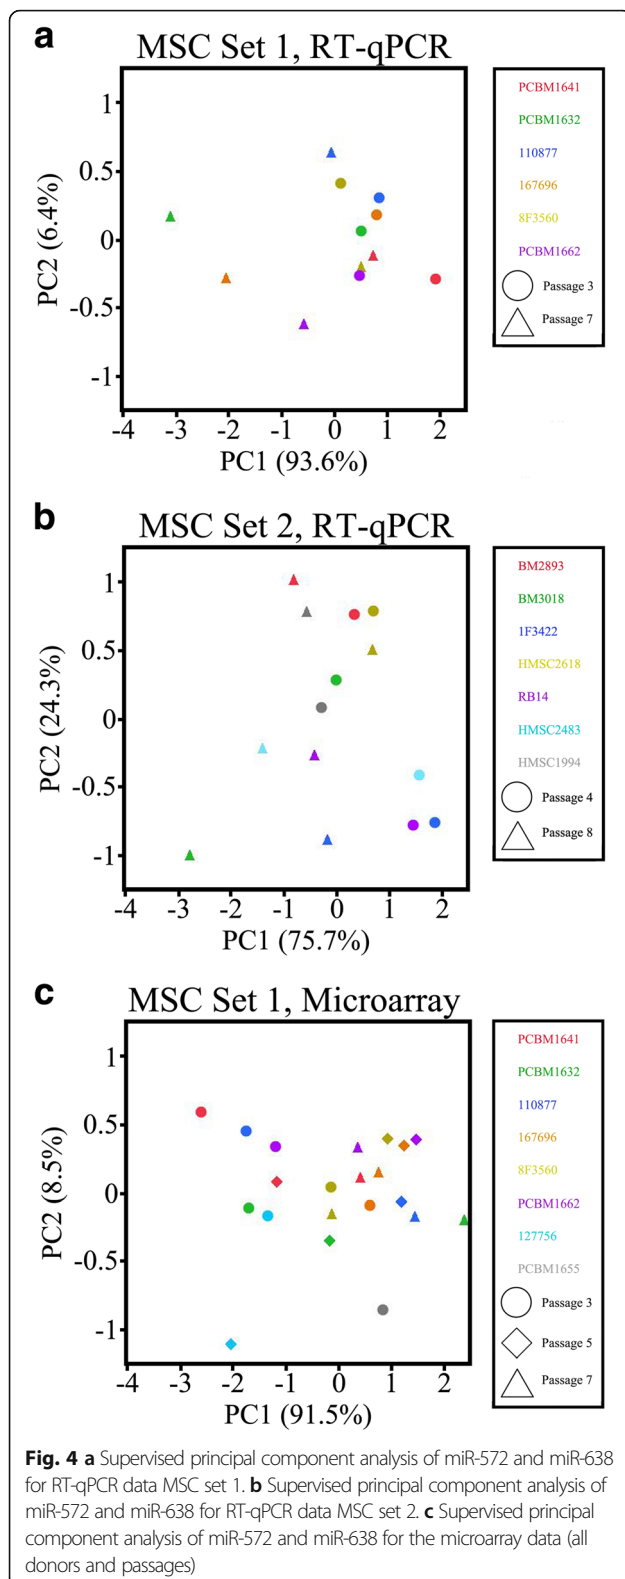 a
MSC Set 1, RT-qPCR
PC2 (6.4%)
1
0.5
0
-0.5
-1
-4 -3 -2 -1 0 1 2
PC1 (93.6%)
PCBM1641
PCBM1632
110877
167696
8F3560
PCBM1662
Passage 3
Passage 7
b
MSC Set 2, RT-qPCR
PC2 (24.3%)
1
0.5
0
-0.5
-1
-4 -3 -2 -1 0 1 2
PC1 (75.7%)
BM2893
BM3018
1F3422
HMSC2618
RB14
HMSC2483
HMSC1994
Passage 4
Passage 8
c
MSC Set 1, Microarray
PC2 (8.5%)
1
0.5
0
-0.5
-1
-4 -3 -2 -1 0 1 2
PC1 (91.5%)
PCBM1641
PCBM1632
110877
167696
8F3560
PCBM1662
127756
PCBM1655
Passage 3
Passage 5
Passage 7
Fig. 4 a Supervised principal component analysis of miR-572 and miR-638
for RT-qPCR data MSC set 1. b Supervised principal component analysis of
miR-572 and miR-638 for RT-qPCR data MSC set 2. c Supervised principal
component analysis of miR-572 and miR-638 for the microarray data (all
donors and passages)